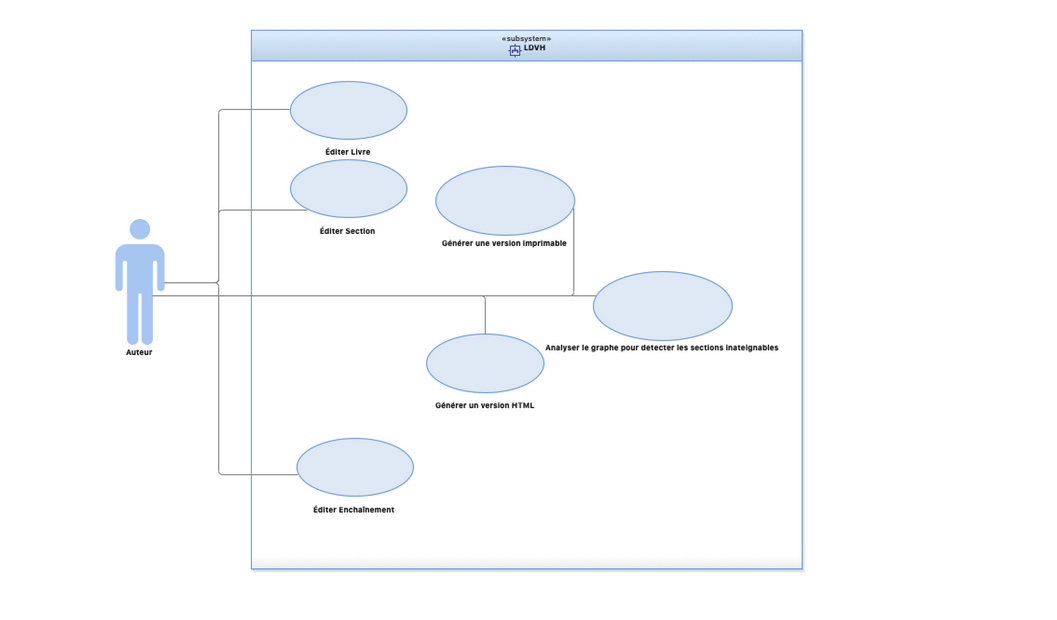 «subsystem»
LDVH
Éditer Livre
Éditer Section
Générer une version imprimable
Auteur
Analyser le graphe pour detecter les sections inateignables
Générer un version HTML
Éditer Enchaînement